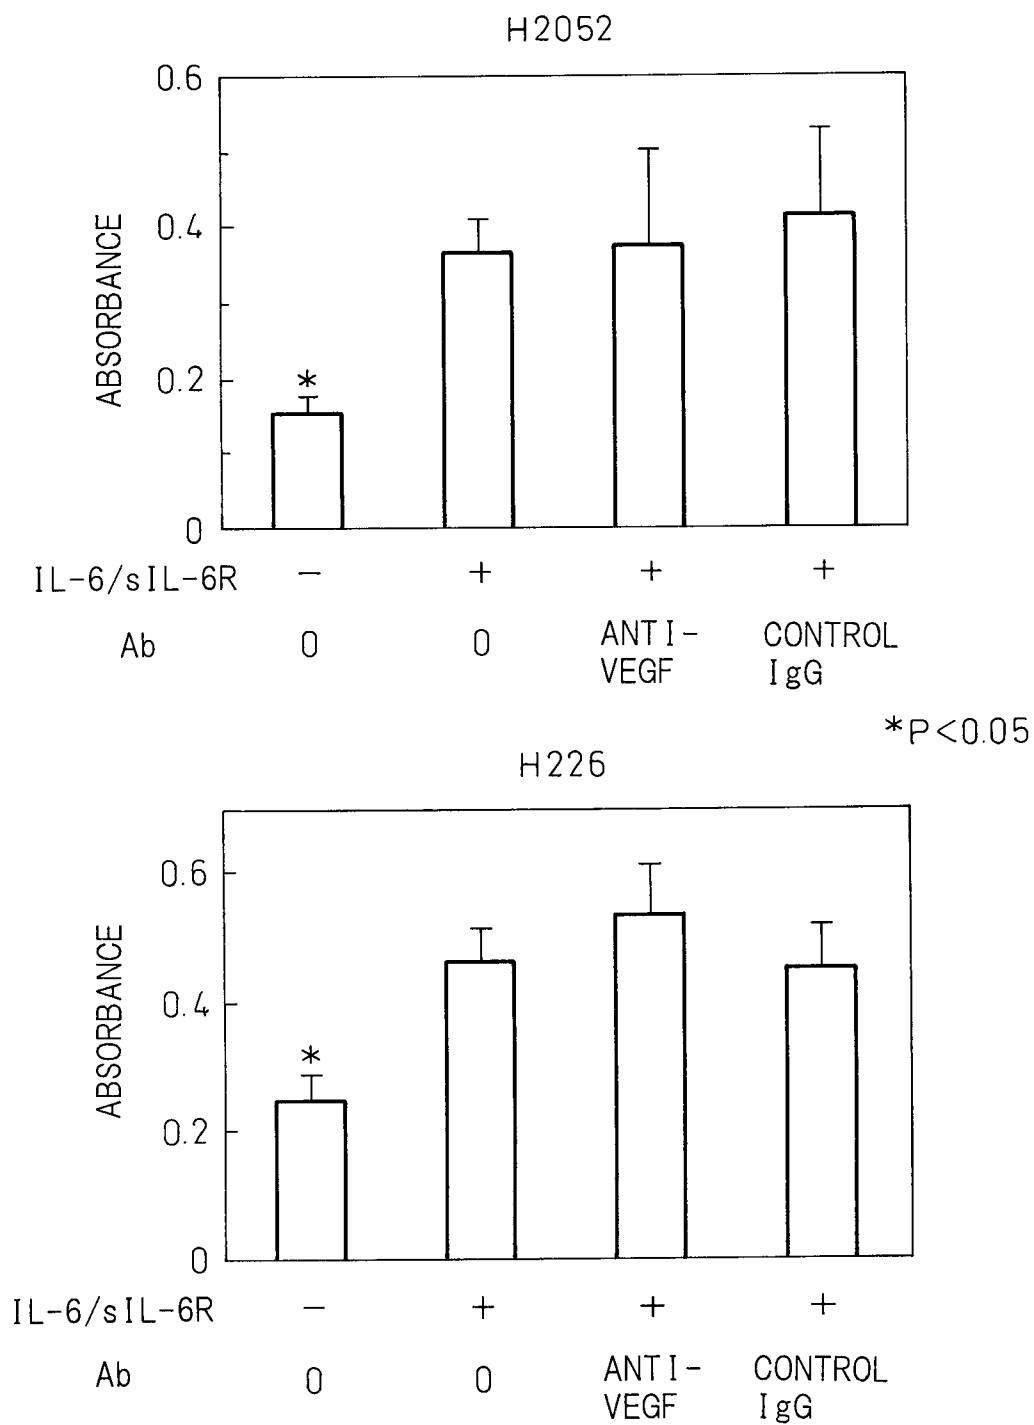 H2052
0.6
0.4
0.2
0
ABSORBANCE
*
IL-6/sIL-6R - + + +
Ab 0 0 ANTI- CONTROL
VEGF IgG
*P<0.05
H226
0.6
0.4
0.2
0
ABSORBANCE
*
IL-6/sIL-6R - + + +
Ab 0 0 ANTI- CONTROL
VEGF IgG